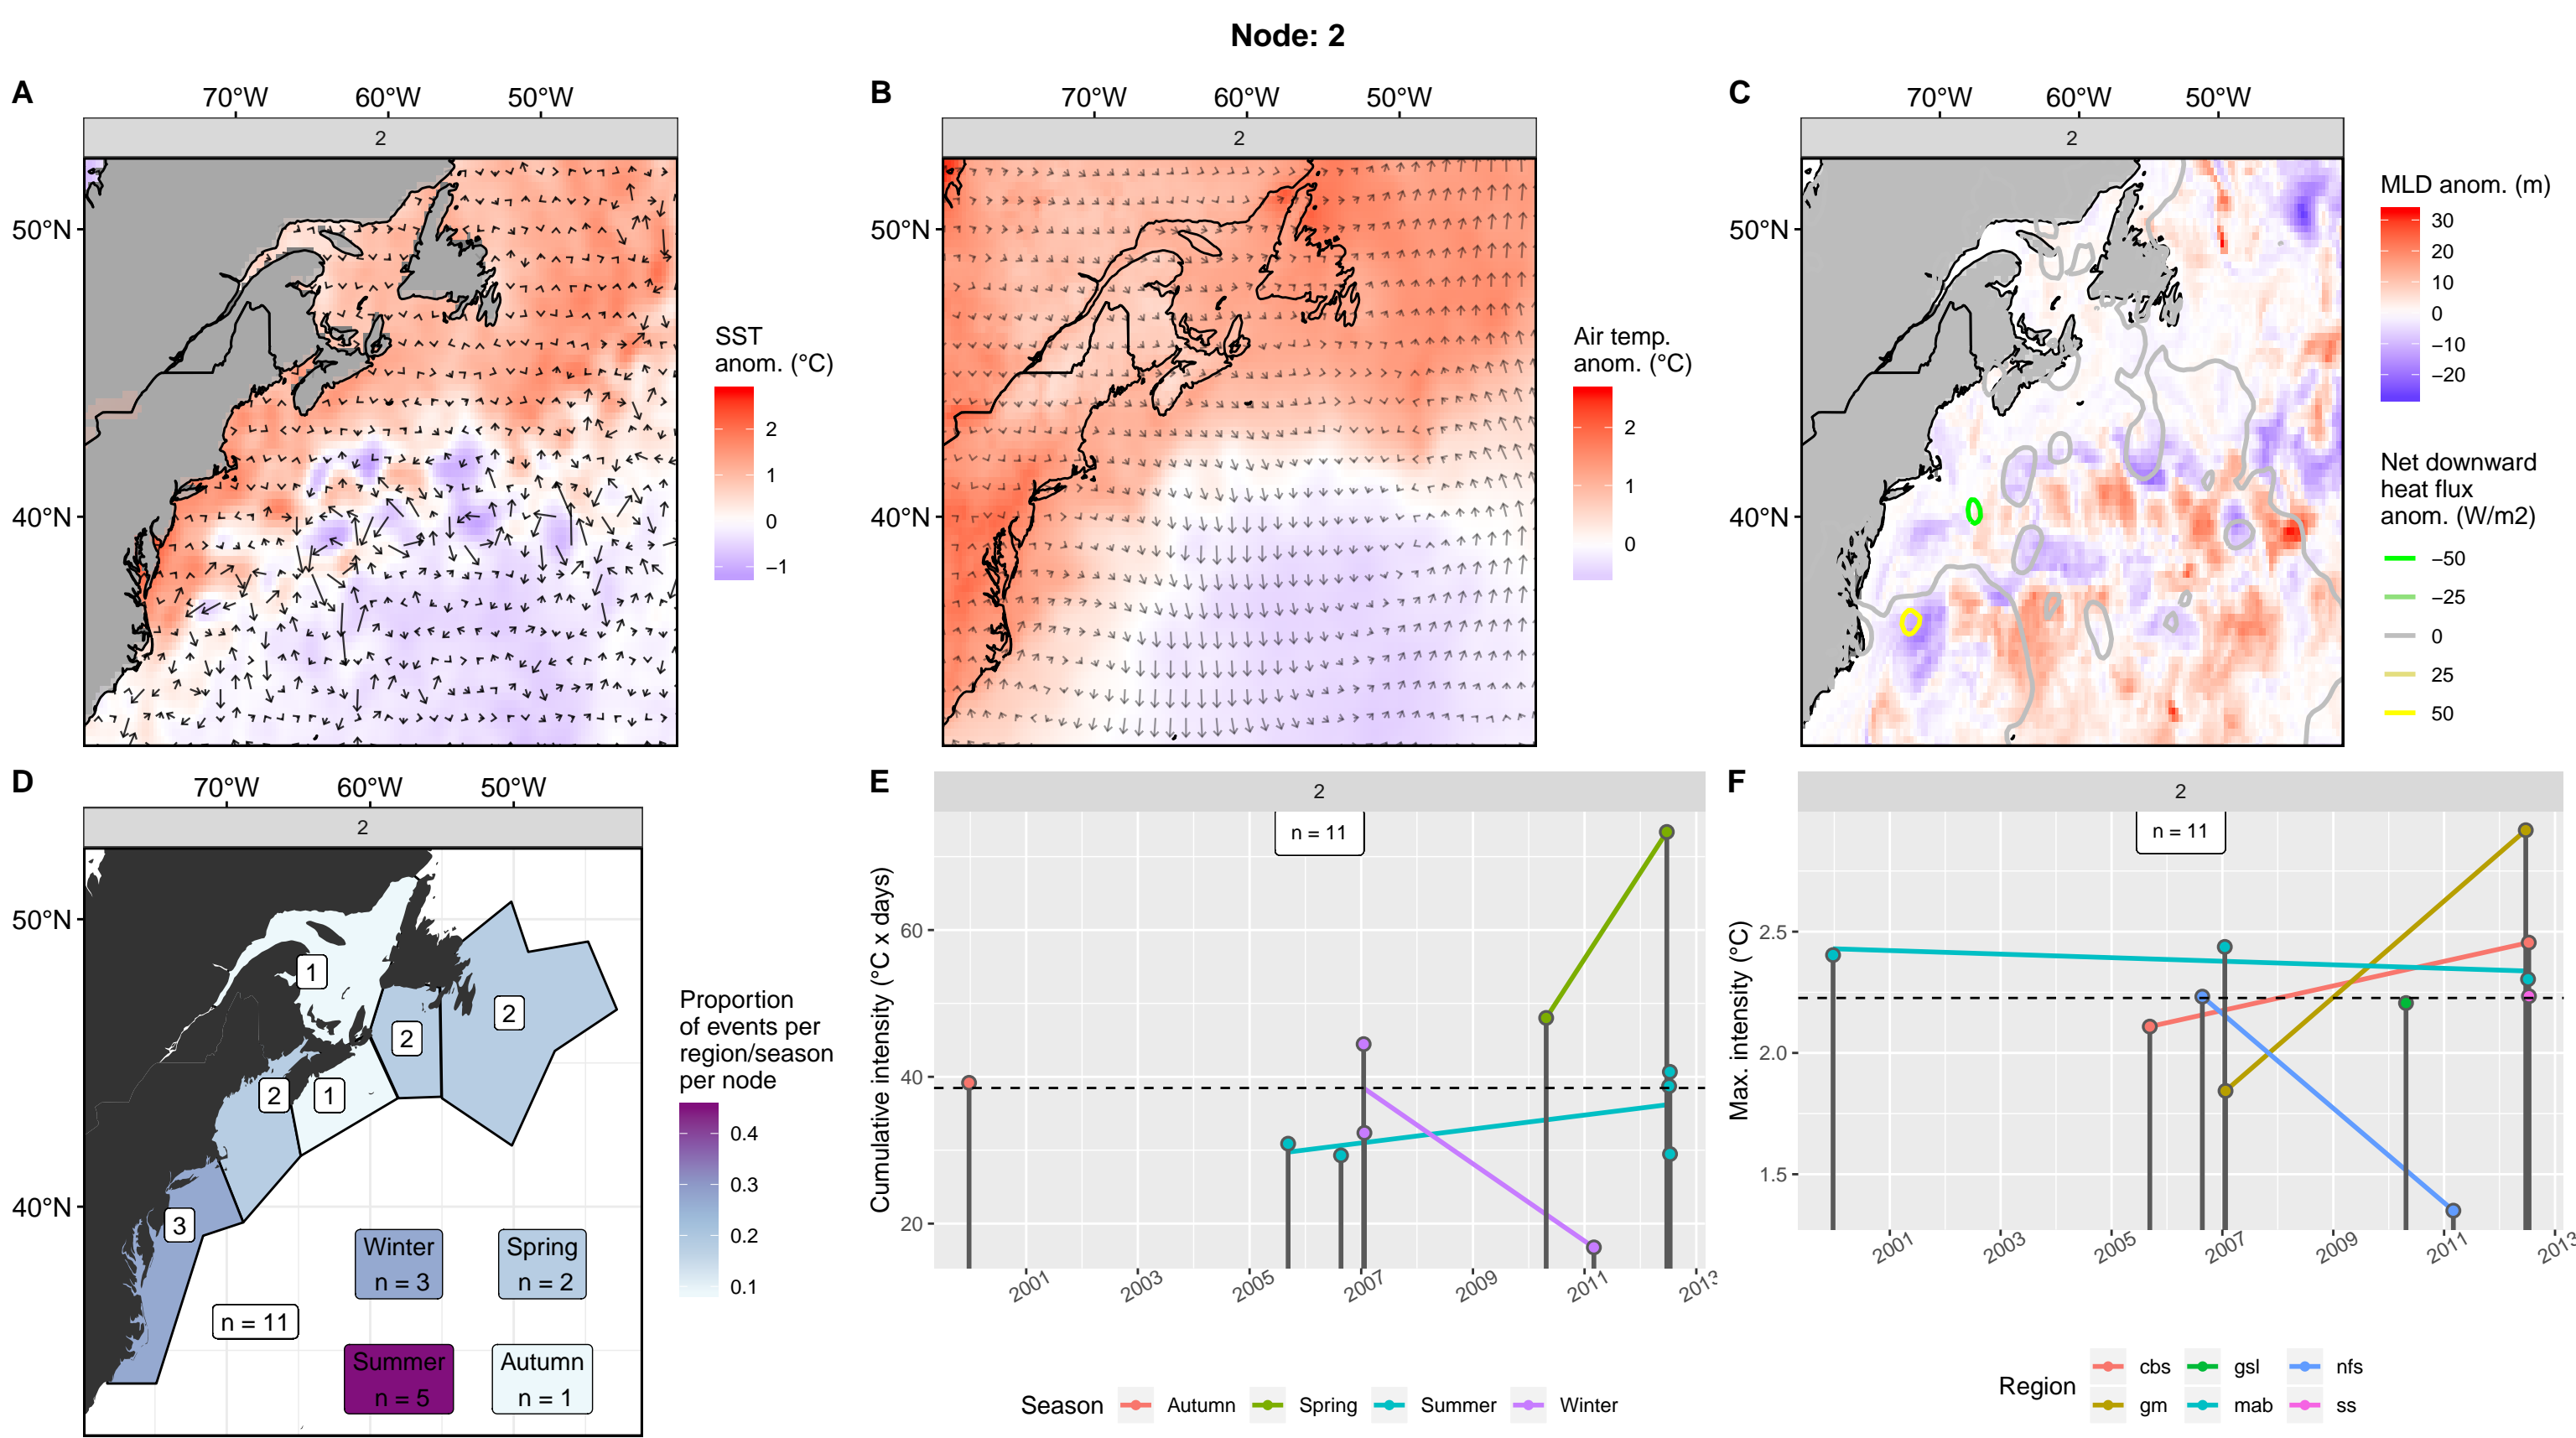 Node: 2
A
70°W 60°W 50°W
2
50°N
40°N
SST
anom. (°C)
2
1
0
−1
B
70°W 60°W 50°W
2
50°N
40°N
Air temp.
anom. (°C)
2
1
0
C
70°W 60°W 50°W
2
50°N
40°N
MLD anom. (m)
30
20
10
0
−10
−20
Net downward
heat flux
anom. (W/m2)
−50
−25
0
25
50
D
70°W 60°W 50°W
2
50°N
40°N
1
2
2
2
1
3
n = 11
Winter
n = 3
Spring
n = 2
Summer
n = 5
Autumn
n = 1
Proportion
of events per
region/season
per node
0.4
0.3
0.2
0.1
E
2
n = 11
Cumulative intensity (°C x days)
60
40
20
2001 2003 2005 2007 2009 2011 2013
Season Autumn Spring Summer Winter
F
2
n = 11
Max. intensity (°C)
2.5
2.0
1.5
2001 2003 2005 2007 2009 2011 2013
Region
cbs gsl nfs
gm mab ss